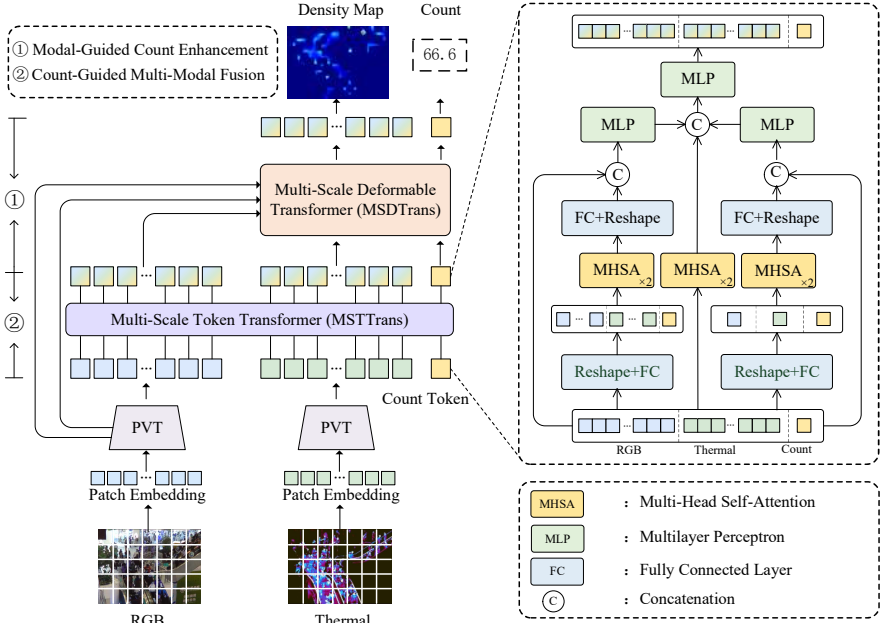 Density Map
Count
① Modal-Guided Count Enhancement
② Count-Guided Multi-Modal Fusion
66.6
①
Multi-Scale Deformable
Transformer (MSDTrans)
②
Multi-Scale Token Transformer (MSTTrans)
Count Token
PVT
PVT
Patch Embedding
Patch Embedding
RGB
Thermal
MLP
MLP
C
MLP
C
C
FC+Reshape
FC+Reshape
MHSA ×2
MHSA ×2
MHSA ×2
Reshape+FC
Reshape+FC
RGB
Thermal
Count
MHSA : Multi-Head Self-Attention
MLP : Multilayer Perceptron
FC : Fully Connected Layer
C : Concatenation